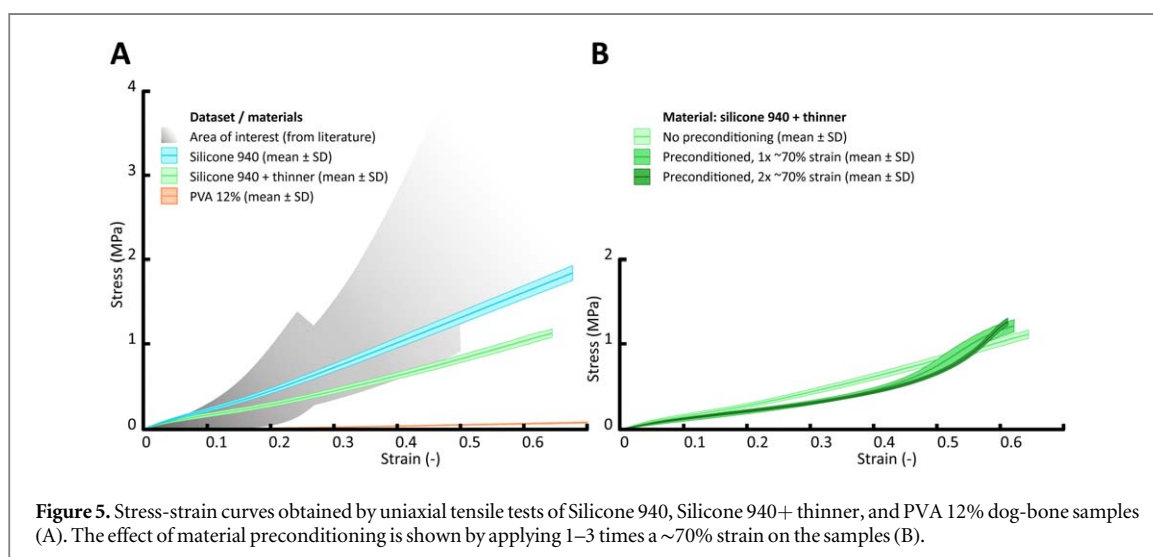 A
B
4
3
2
1
0
Stress (MPa)
Dataset / materials
Area of interest (from literature)
Silicone 940 (mean ± SD)
Silicone 940 + thinner (mean ± SD)
PVA 12% (mean ± SD)
0 0.1 0.2 0.3 0.4 0.5 0.6
Strain (-)
Material: silicone 940 + thinner
No preconditioning (mean ± SD)
Preconditioned, 1x ~70% strain (mean ± SD)
Preconditioned, 2x ~70% strain (mean ± SD)
2
1
0
Stress (MPa)
0 0.1 0.2 0.3 0.4 0.5 0.6
Strain (-)
Figure 5. Stress-strain curves obtained by uniaxial tensile tests of Silicone 940, Silicone 940+ thinner, and PVA 12% dog-bone samples
(A). The effect of material preconditioning is shown by applying 1–3 times a ~70% strain on the samples (B).